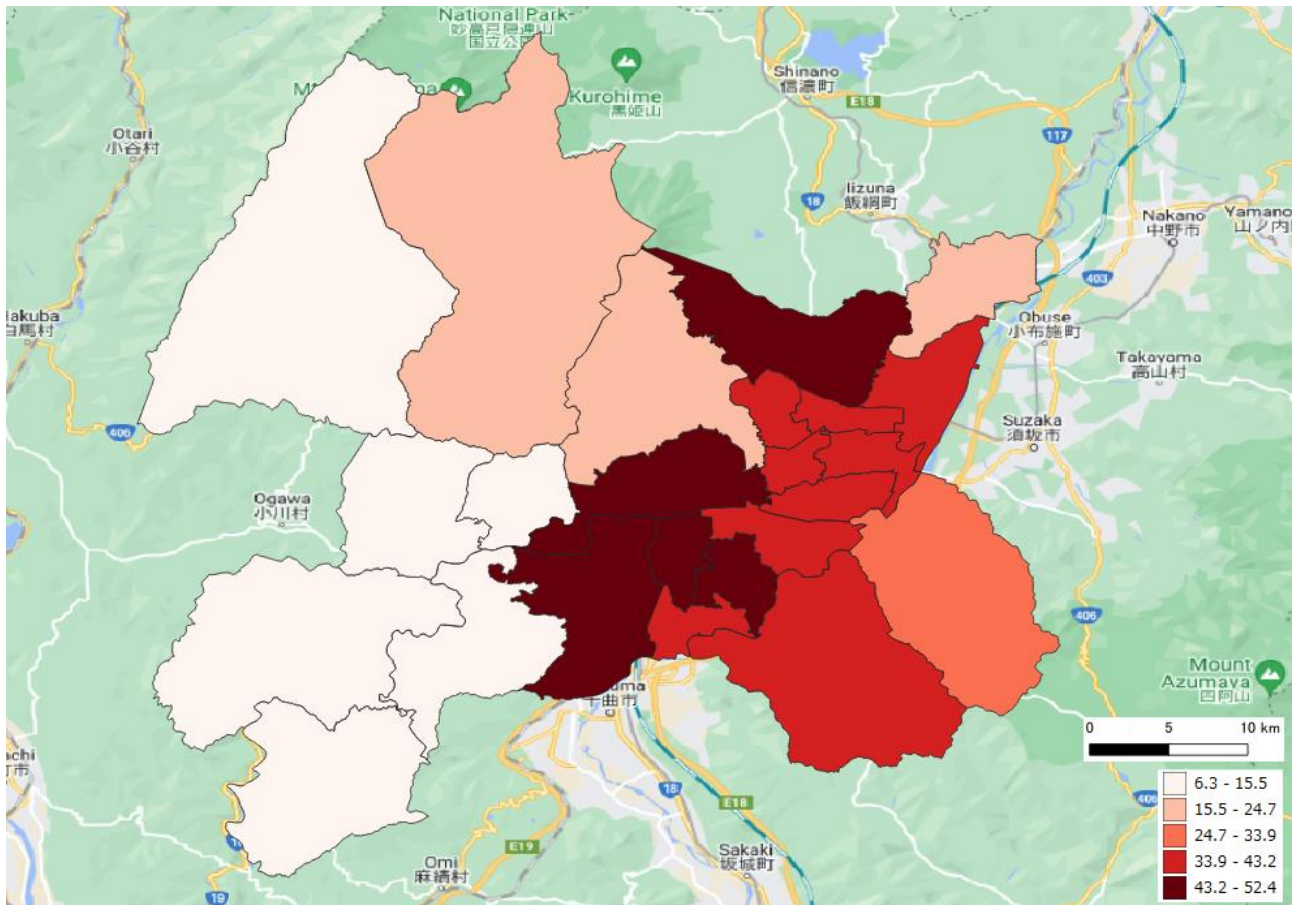 National Park
妙高戸隠連山
国立公
Kurohime
黒姫山
Shinano
信濃町
E18
117
Otari
小谷村
18
Iizuna
飯綱町
Nakano
中野市
Yamano
山ノ内
403
Obuse
小布施町
Takayama
高山村
Suzaka
須坂市
akuba
白馬村
406
Ogawa
小川村
406
Mount
Azumaya
四阿山
uma
千曲市
0 5 10 km
18
E18
406
E19
Omi
麻績村
Sakaki
坂城町
19
achi
町市
6.3 - 15.5
15.5 - 24.7
24.7 - 33.9
33.9 - 43.2
43.2 - 52.4